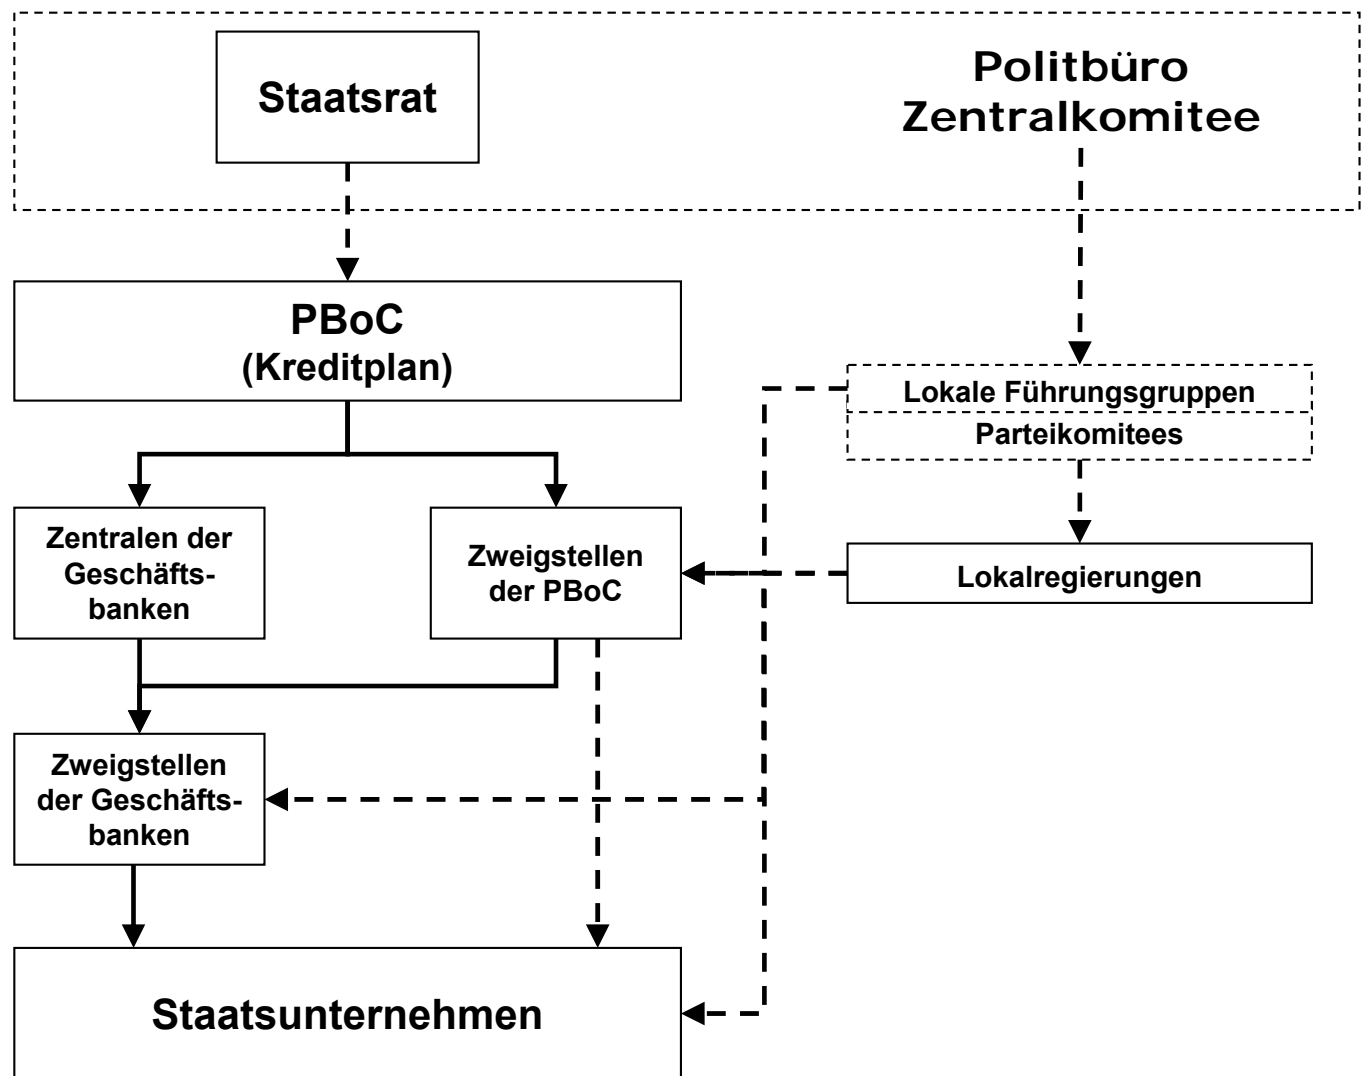 Staatsrat
Politbüro
Zentralkomitee
PBoC
(Kreditplan)
Lokale Führungsgruppen
Parteikomitees
Zentralen der
Geschäfts-
banken
Zweigstellen
der PBoC
Lokalregierungen
Zweigstellen
der Geschäfts-
banken
Staatsunternehmen